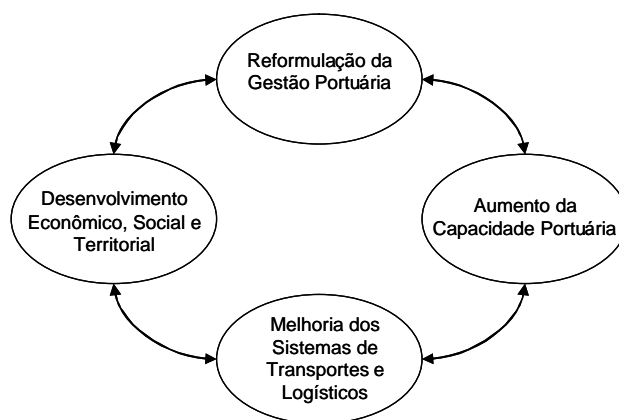 Reformulação da
Gestão Portuária
Desenvolvimento
Econômico, Social e
Territorial
Aumento da
Capacidade Portuária
Melhoria dos
Sistemas de
Transportes e
Logísticos